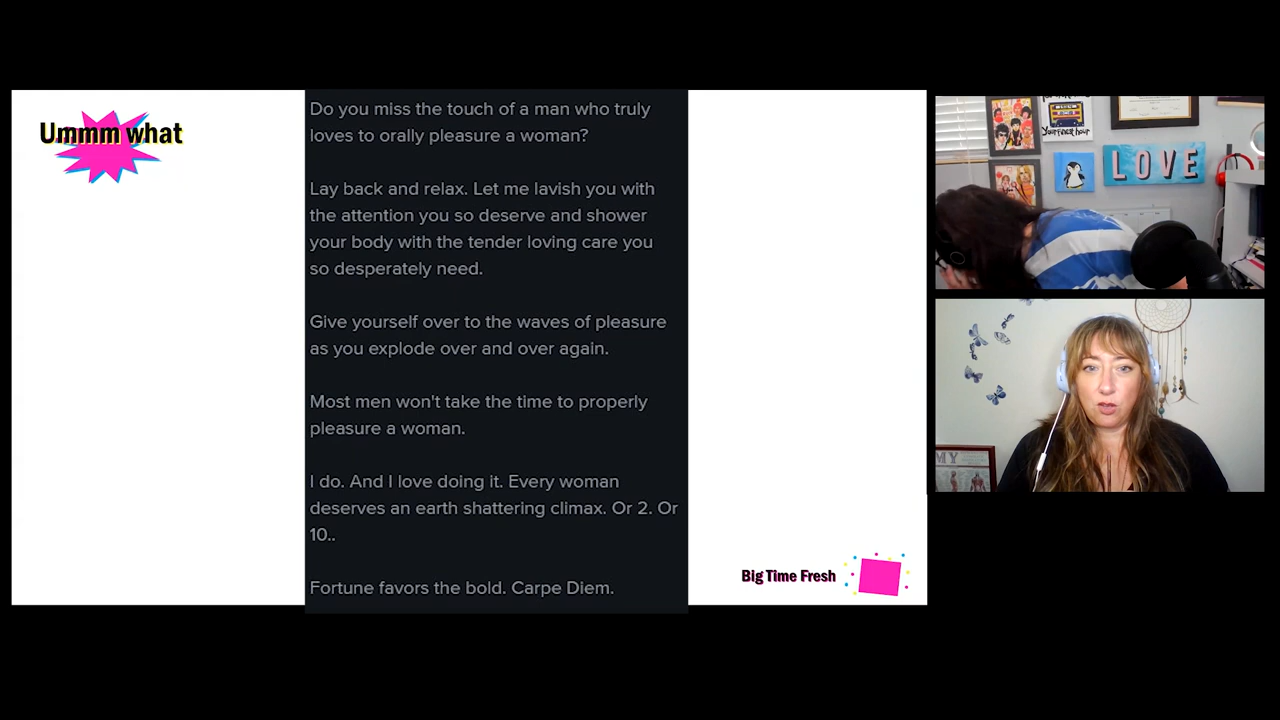 Ummm what
Do you miss the touch of a man who truly
loves to orally pleasure a woman?
Lay back and relax. Let me lavish you with
the attention you so deserve and shower
your body with the tender loving care you
so desperately need.
Give yourself over to the waves of pleasure
as you explode over and over again.
Most men won't take the time to properly
pleasure a woman.
I do. And I love doing it. Every woman
deserves an earth shattering climax. Or 2. Or
10..
Fortune favors the bold. Carpe Diem.
Big Time Fresh
Your finest hour
LOVE
MY